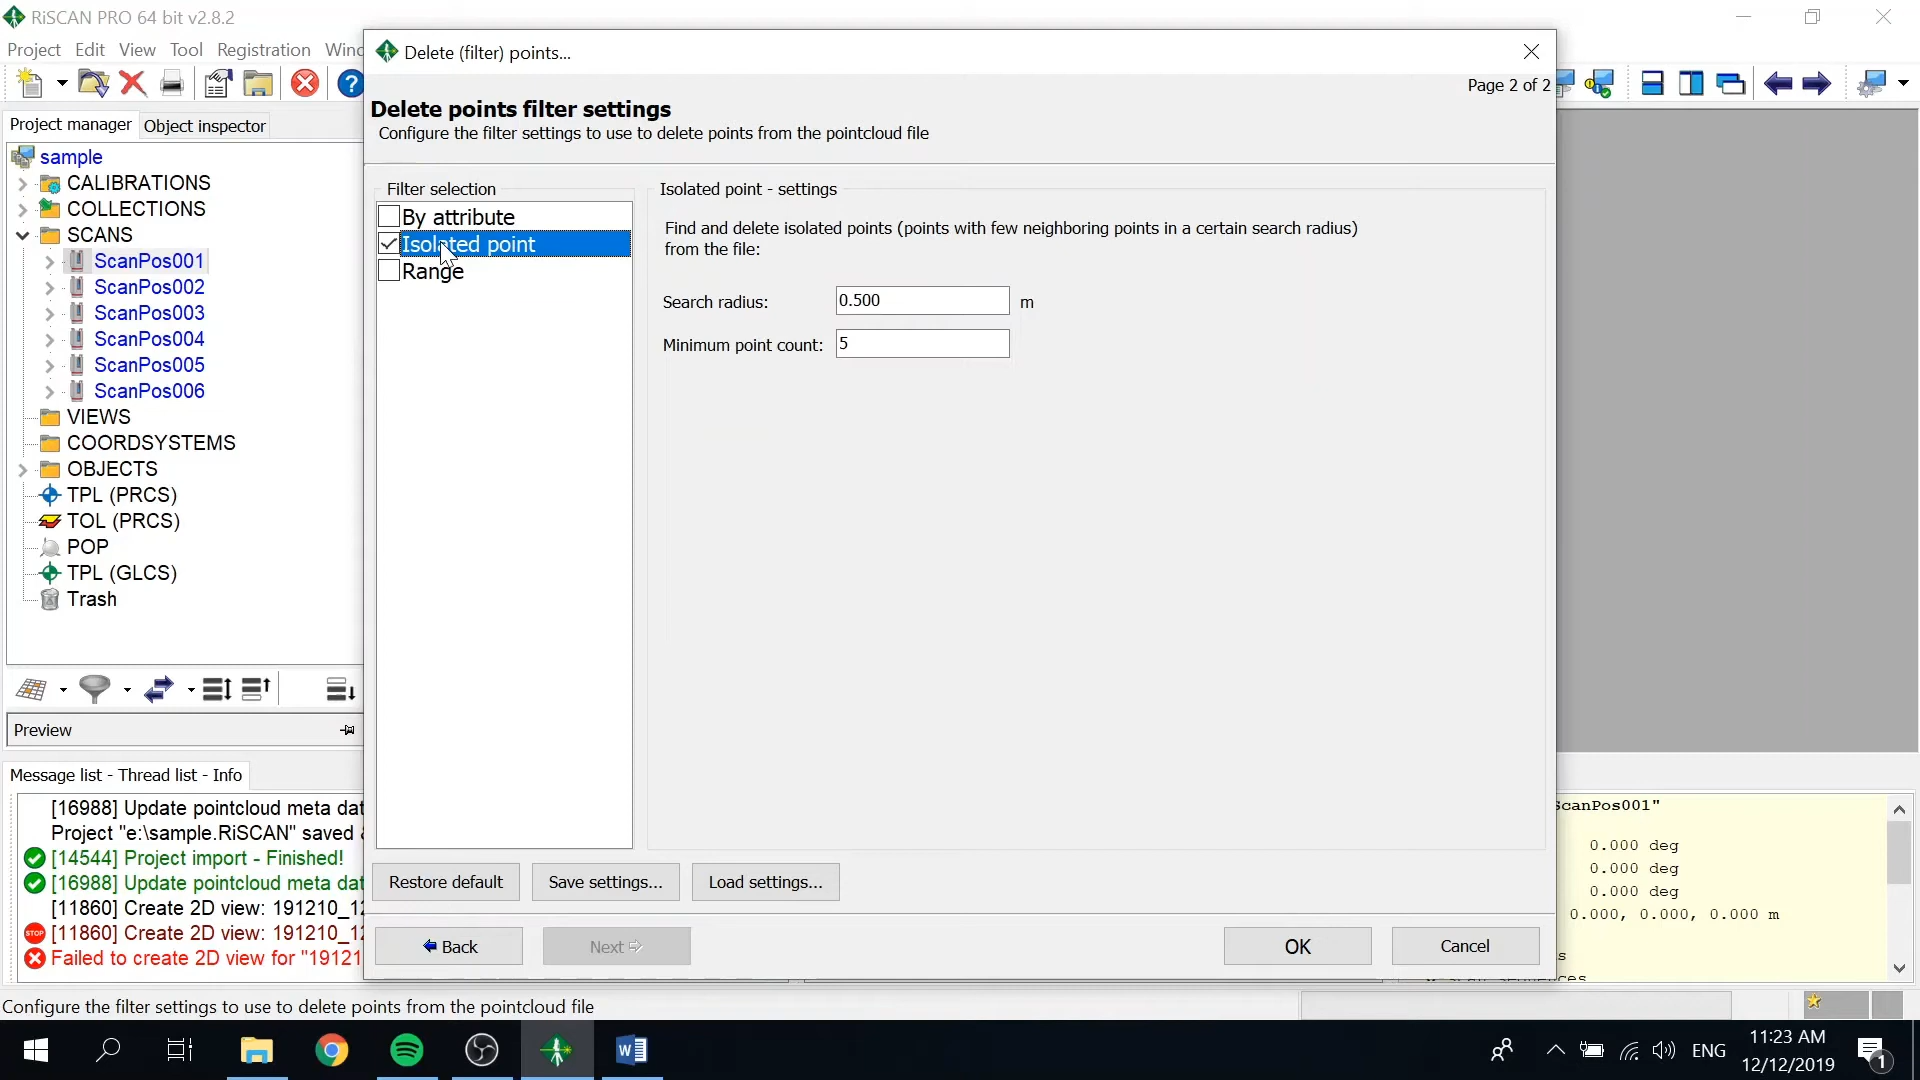 RiSCAN PRO 64 bit v2.8.2
Project Edit View Tool Registration
Delete (filter) points...
Page 2 of 2
Delete points filter settings
Configure the filter settings to use to delete points from the pointcloud file
Project manager
Object inspector
sample
CALIBRATIONS
COLLECTIONS
SCANS
ScanPos001
ScanPos002
ScanPos003
ScanPos004
ScanPos005
ScanPos006
VIEWS
COORDSYSTEMS
OBJECTS
TPL (PRCS)
TOL (PRCS)
POP
TPL (GLCS)
Trash
Filter selection
By attribute
Isolated point
Range
Isolated point - settings
Find and delete isolated points (points with few neighboring points in a certain search radius)
from the file:
Search radius: 0.500 m
Minimum point count: 5
Restore default Save settings... Load settings...
Back Next OK Cancel
Preview
Message list - Thread list - Info
[16988] Update pointcloud meta dat
Project "e:\sample.RiSCAN" saved
[14544] Project import - Finished!
[16988] Update pointcloud meta dat
[11860] Create 2D view: 191210_12
STOP
[11860] Create 2D view: 191210_12
Failed to create 2D view for "19121
ScanPos001"
0.000 deg
0.000 deg
0.000 deg
0.000, 0.000, 0.000 m
Configure the filter settings to use to delete points from the pointcloud file
ENG
11:23 AM
12/12/2019
1